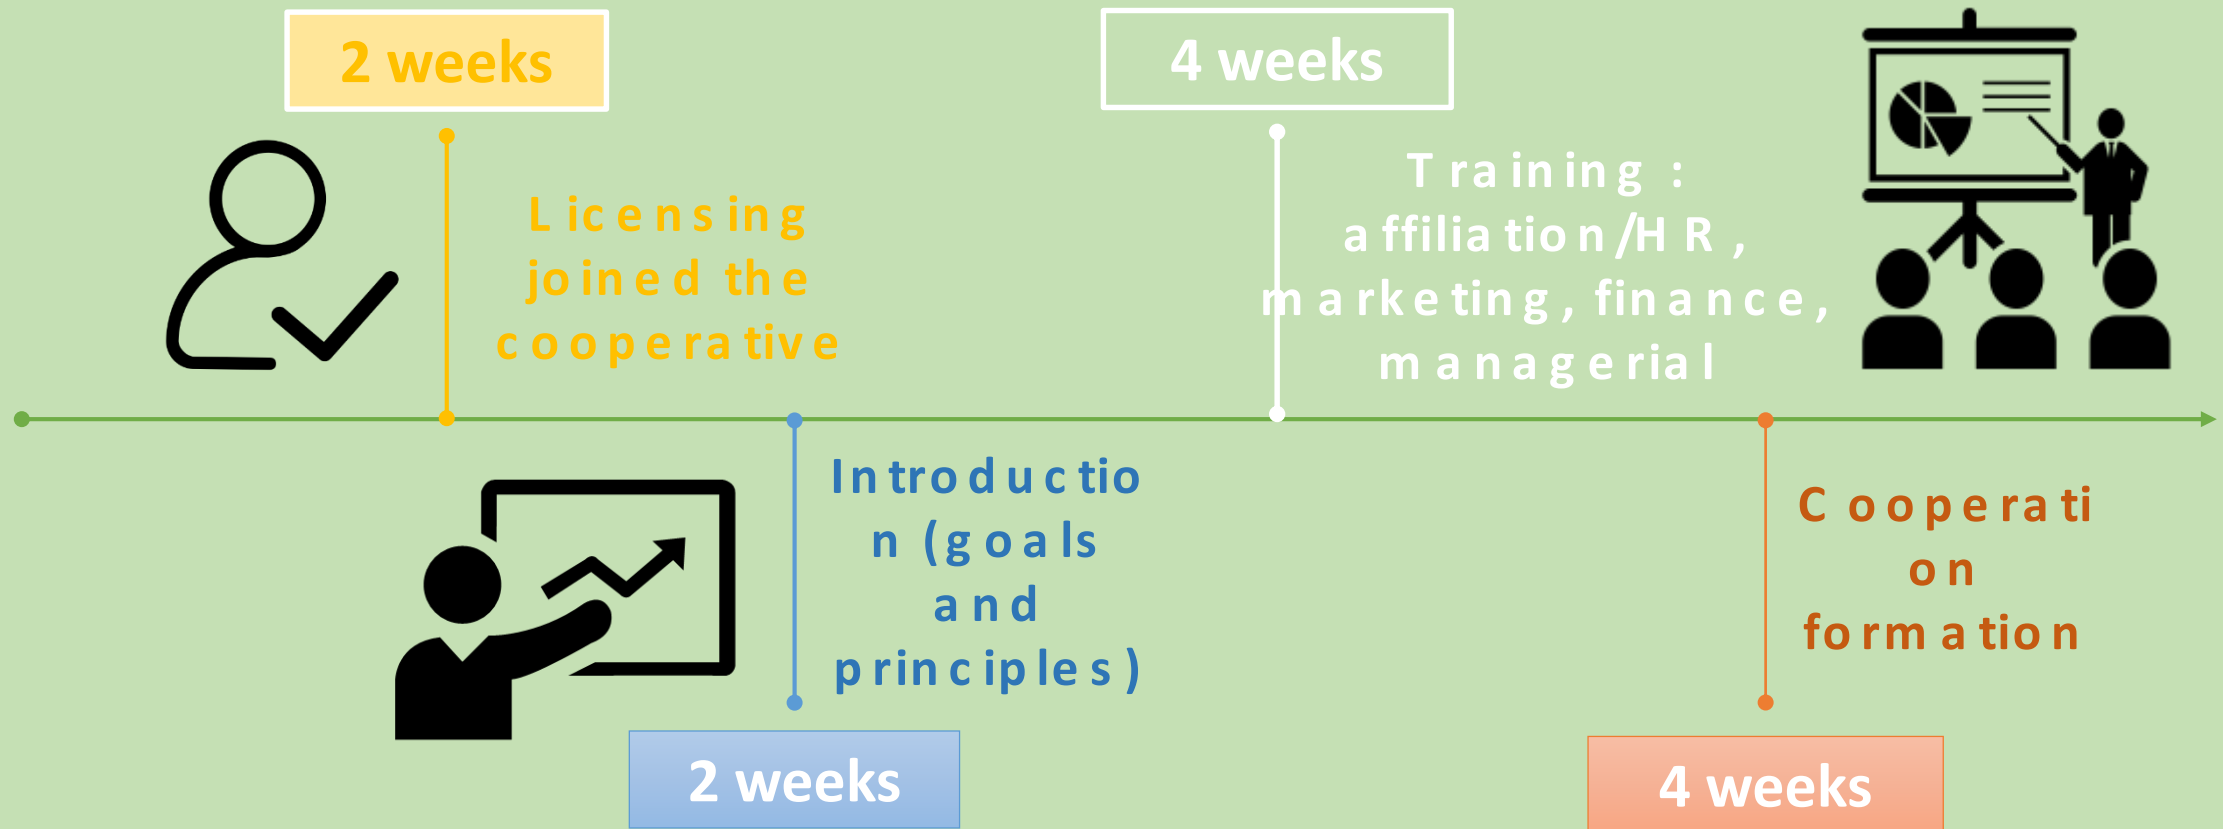 2 weeks
Licensing
joined the
cooperative
4 weeks
Training :
affiliation/HR,
marketing, finance,
managerial
Introductio
n (goals
and
principles)
2 weeks
Cooperati
on
formation
4 weeks